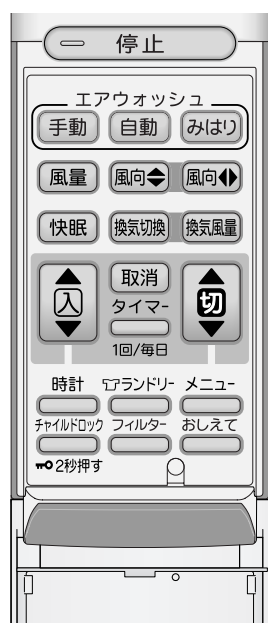 停止
エアウォッシュ
手動 自動 みはり
風量 風向 風向
快眠 換気切換 換気風量
入 取消 切
タイマー
1回/毎日
時計 ランドリー メニュー
チャイルドロック フィルター おしえて
2秒押す